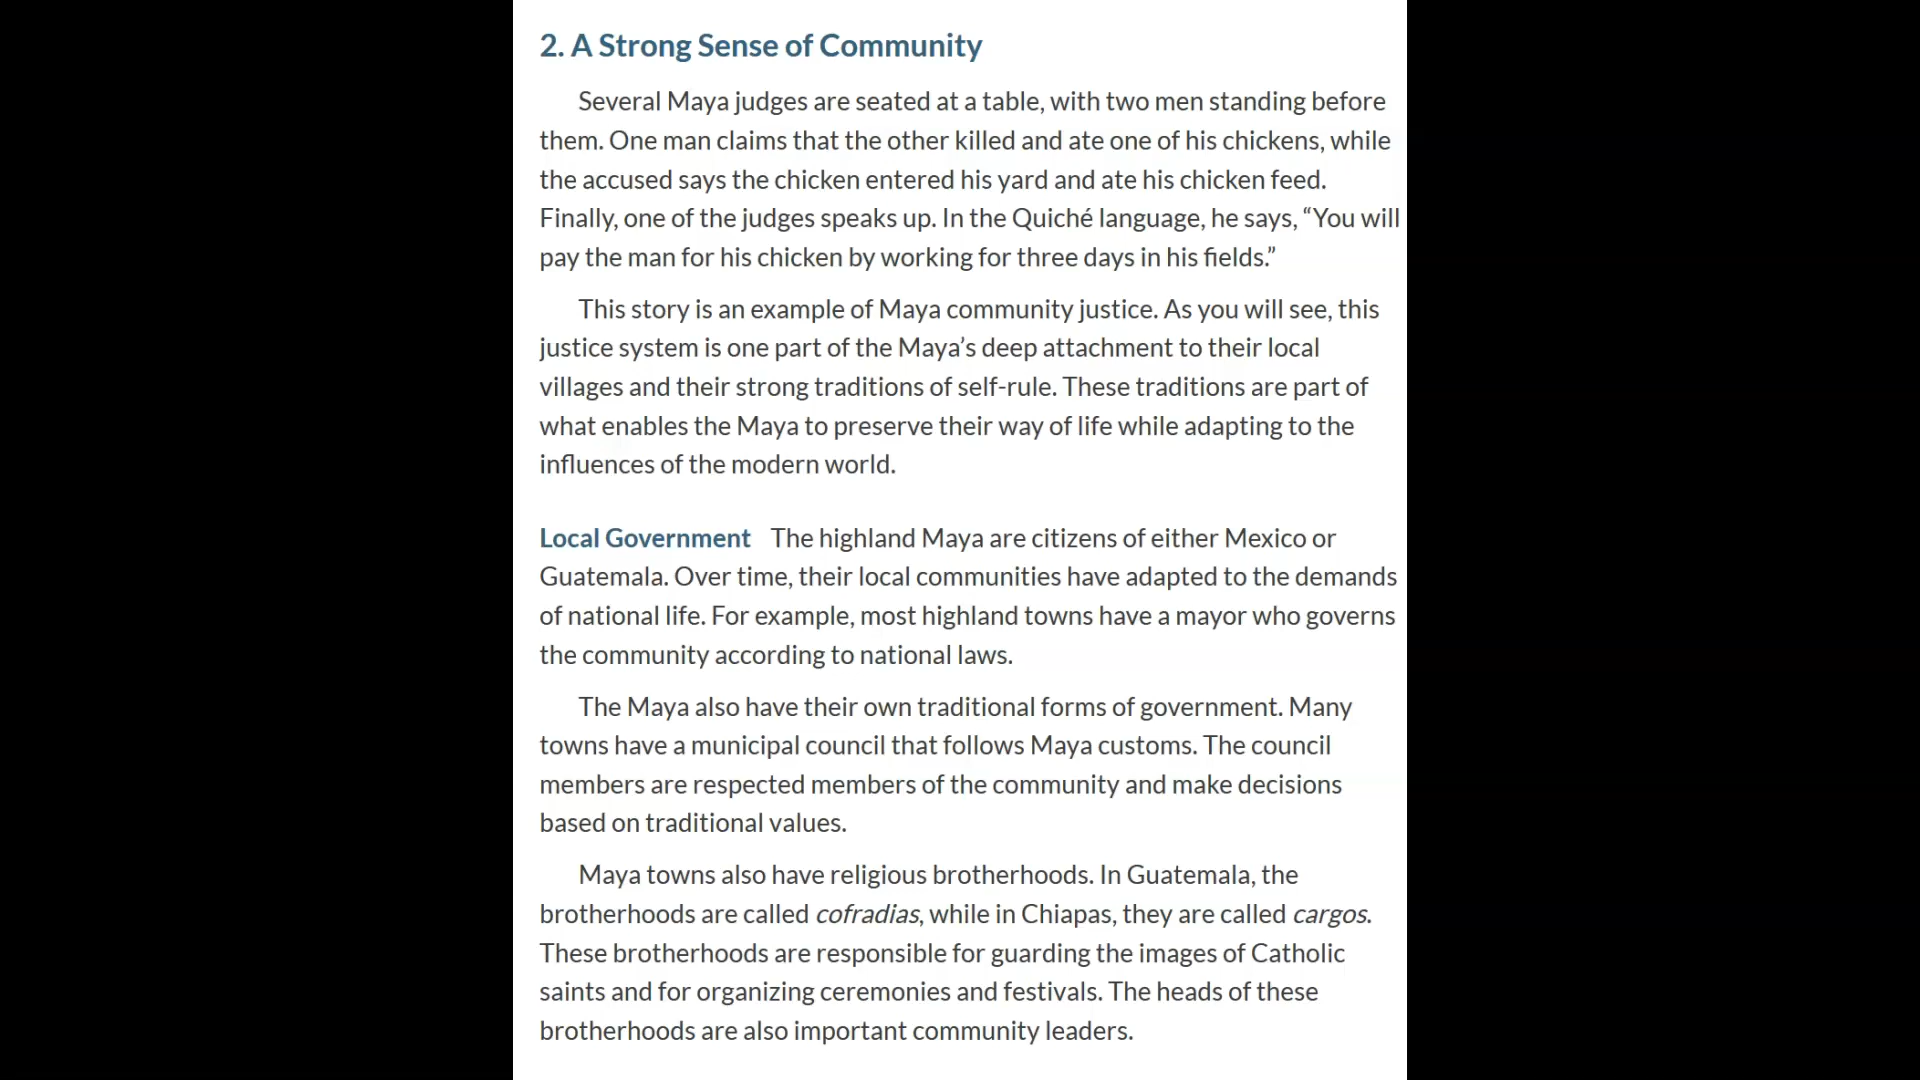 2. A Strong Sense of Community
Several Maya judges are seated at a table, with two men standing before
them. One man claims that the other killed and ate one of his chickens, while
the accused says the chicken entered his yard and ate his chicken feed.
Finally, one of the judges speaks up. In the Quiché language, he says, “You will
pay the man for his chicken by working for three days in his fields.”
This story is an example of Maya community justice. As you will see, this
justice system is one part of the Maya’s deep attachment to their local
villages and their strong traditions of self-rule. These traditions are part of
what enables the Maya to preserve their way of life while adapting to the
influences of the modern world.
Local Government The highland Maya are citizens of either Mexico or
Guatemala. Over time, their local communities have adapted to the demands
of national life. For example, most highland towns have a mayor who governs
the community according to national laws.
The Maya also have their own traditional forms of government. Many
towns have a municipal council that follows Maya customs. The council
members are respected members of the community and make decisions
based on traditional values.
Maya towns also have religious brotherhoods. In Guatemala, the
brotherhoods are called cofradias, while in Chiapas, they are called cargos.
These brotherhoods are responsible for guarding the images of Catholic
saints and for organizing ceremonies and festivals. The heads of these
brotherhoods are also important community leaders.